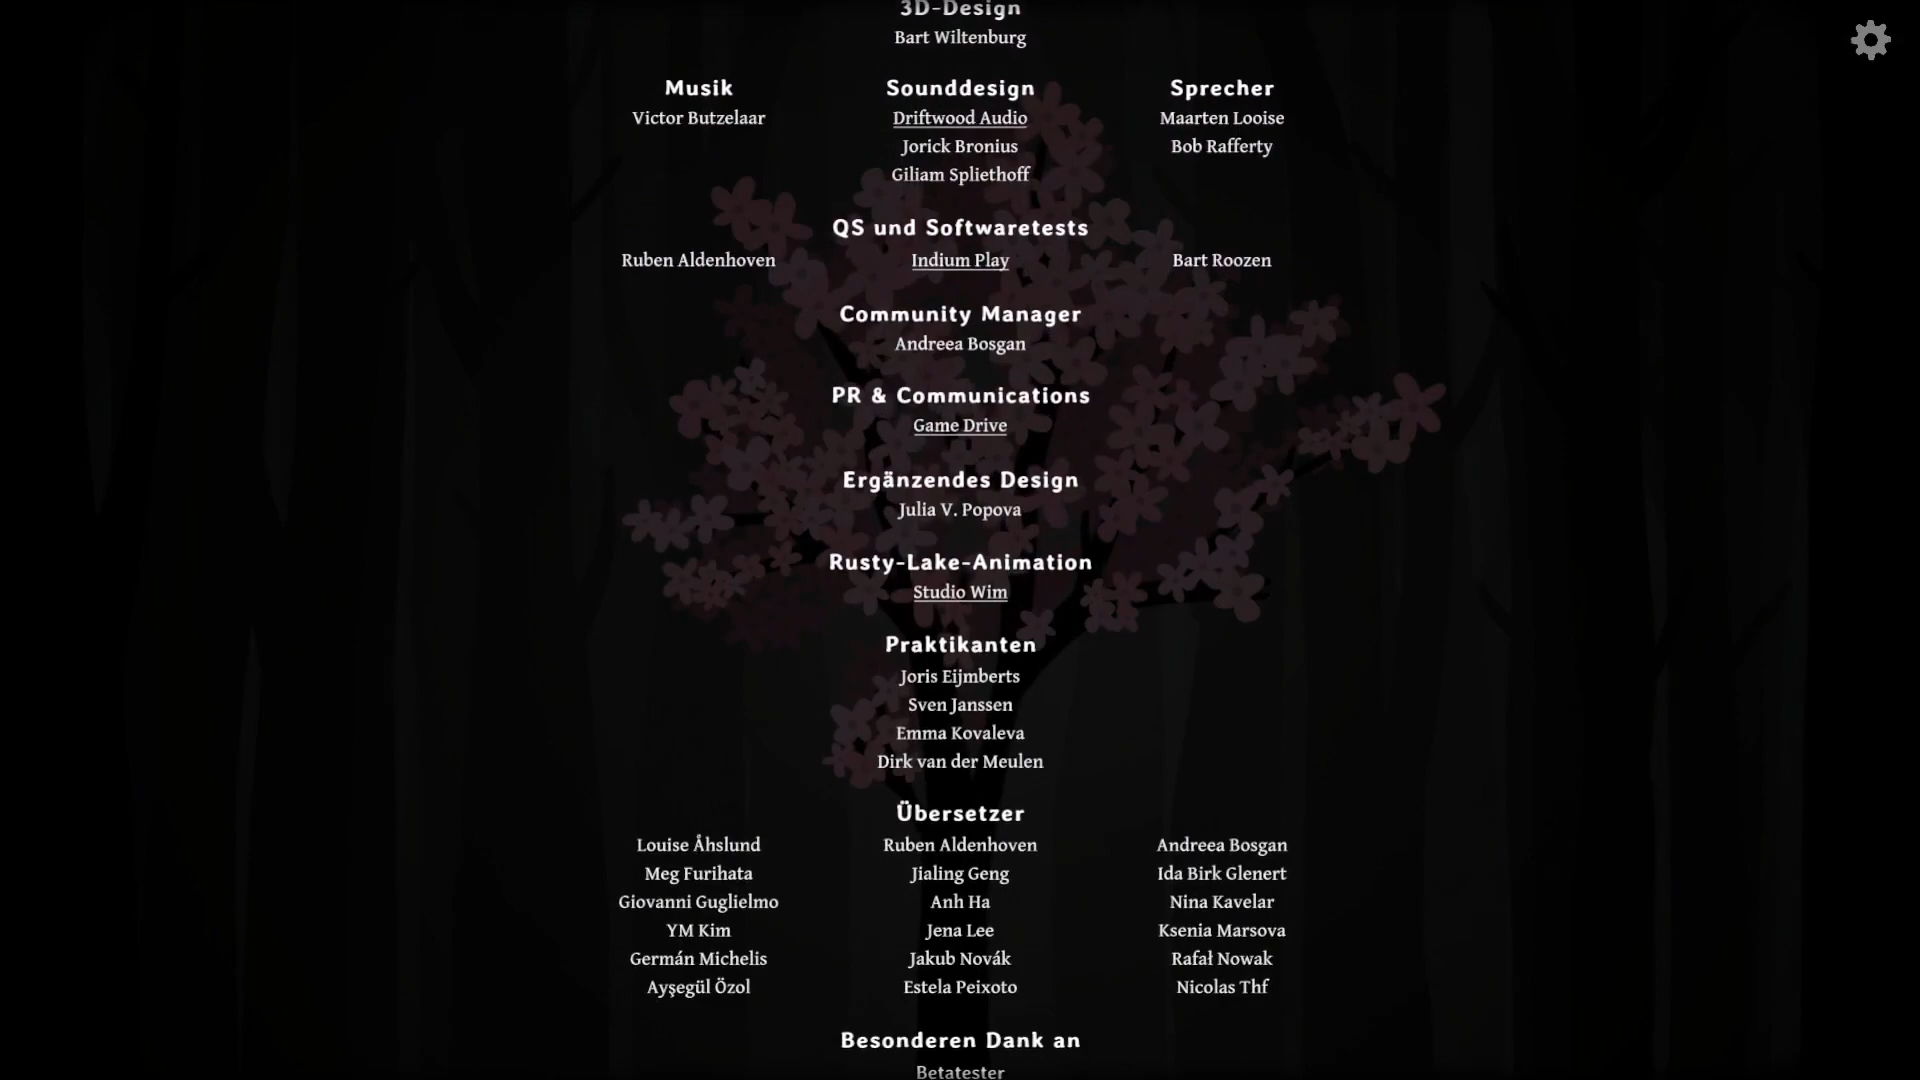 3D-Design
Bart Wiltenburg
Musik
Victor Butzelaar
Sounddesign
Driftwood Audio
Jorick Bronius
Giliam Spliethoff
Sprecher
Maarten Looise
Bob Rafferty
QS und Softwaretests
Ruben Aldenhoven
Indium Play
Bart Roozen
Community Manager
Andreea Bosgan
PR & Communications
Game Drive
Ergänzendes Design
Julia V. Popova
Rusty-Lake-Animation
Studio Wim
Praktikanten
Joris Eijmberts
Sven Janssen
Emma Kovaleva
Dirk van der Meulen
Übersetzer
Louise Åhslund
Meg Furihata
Giovanni Guglielmo
YM Kim
Germán Michelis
Ayşegül Özol
Ruben Aldenhoven
Jialing Geng
Anh Ha
Jena Lee
Jakub Novák
Estela Peixoto
Andreea Bosgan
Ida Birk Glenert
Nina Kavelar
Ksenia Marsova
Rafał Nowak
Nicolas Thf
Besonderen Dank an
Betatester